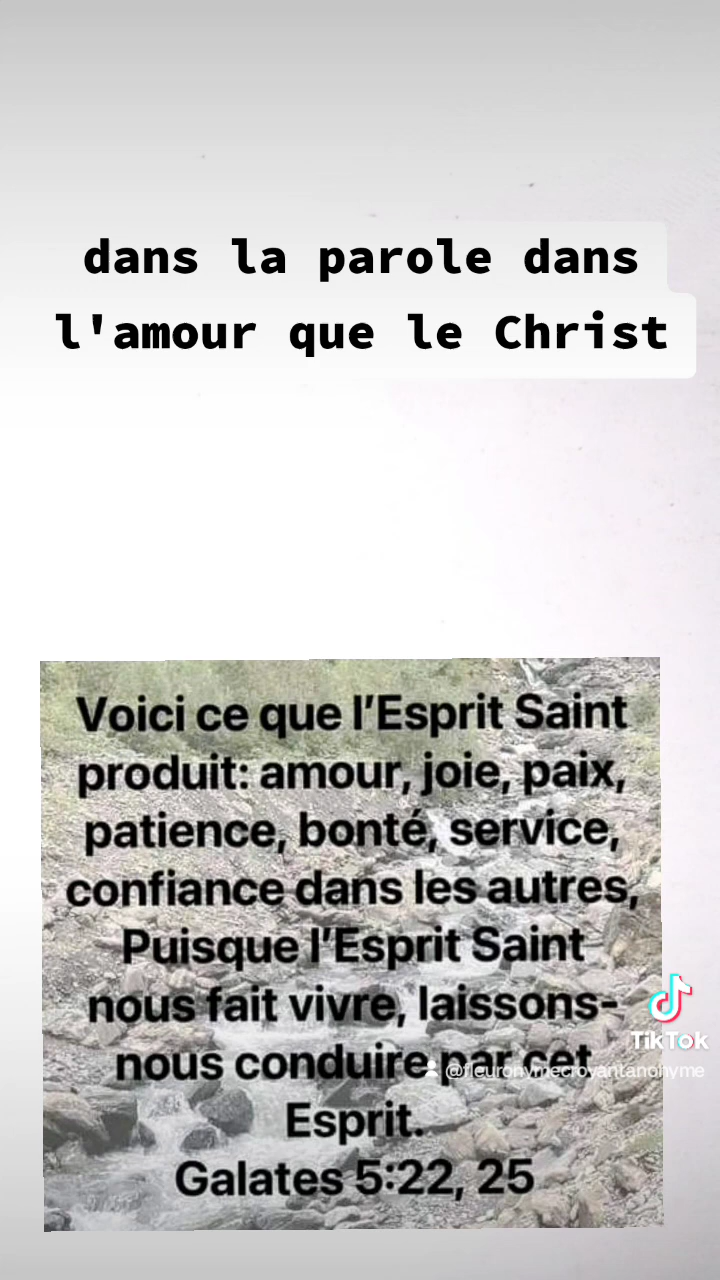 dans la parole dans
l'amour que le Christ
Voici ce que l’Esprit Saint
produit: amour, joie, paix,
patience, bonté, service,
confiance dans les autres,
Puisque l’Esprit Saint
nous fait vivre, laissons-
nous conduire par cet
Esprit.
Galates 5:22, 25
TikTok
@fleuronymecroyantanonyme